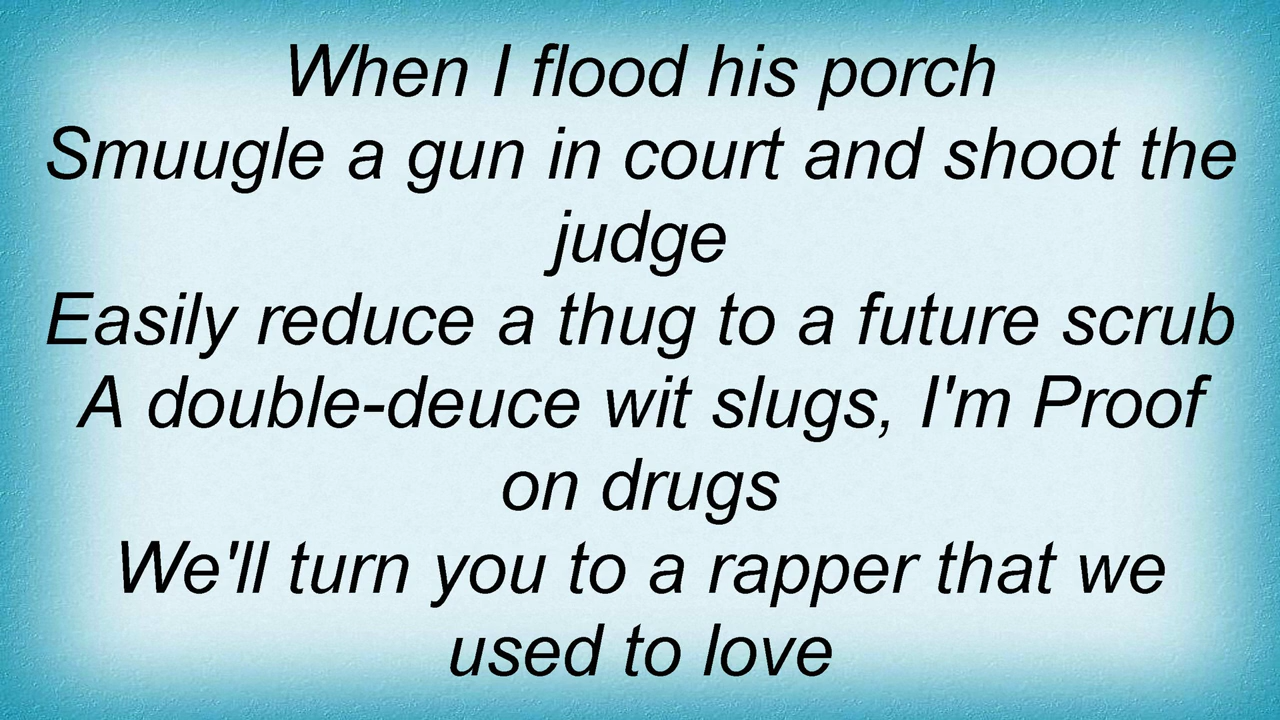 When I flood his porch
Smuugle a gun in court and shoot the
judge
Easily reduce a thug to a future scrub
A double-deuce wit slugs, I'm Proof
on drugs
We'll turn you to a rapper that we
used to love